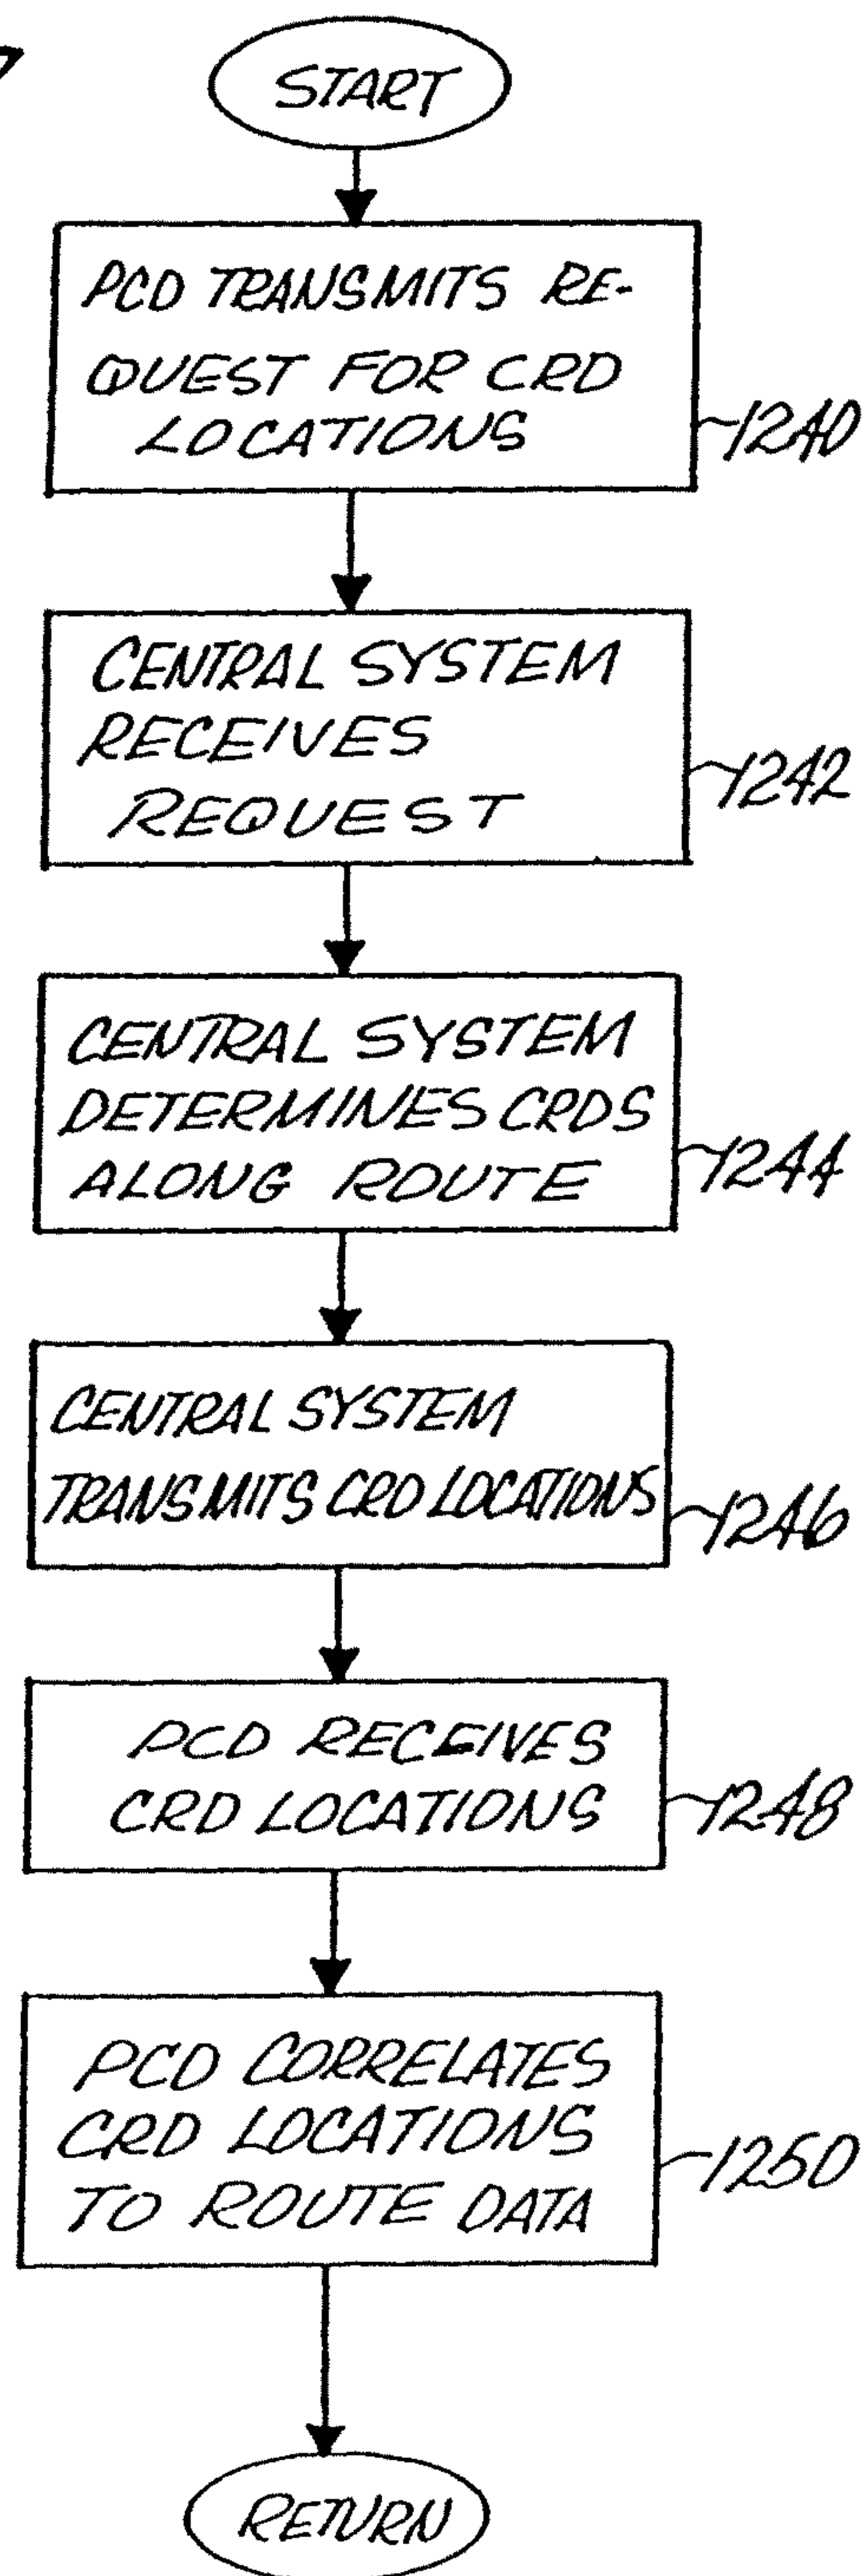 START
PCD TRANSMITS RE-
QUEST FOR CRD
LOCATIONS
1240
CENTRAL SYSTEM
RECEIVES
REQUEST
1242
CENTRAL SYSTEM
DETERMINES CRDS
ALONG ROUTE
1244
CENTRAL SYSTEM
TRANSMITS CRD LOCATIONS
1246
PCD RECEIVES
CRD LOCATIONS
1248
PCD CORRELATES
CRD LOCATIONS
TO ROUTE DATA
1250
RETURN